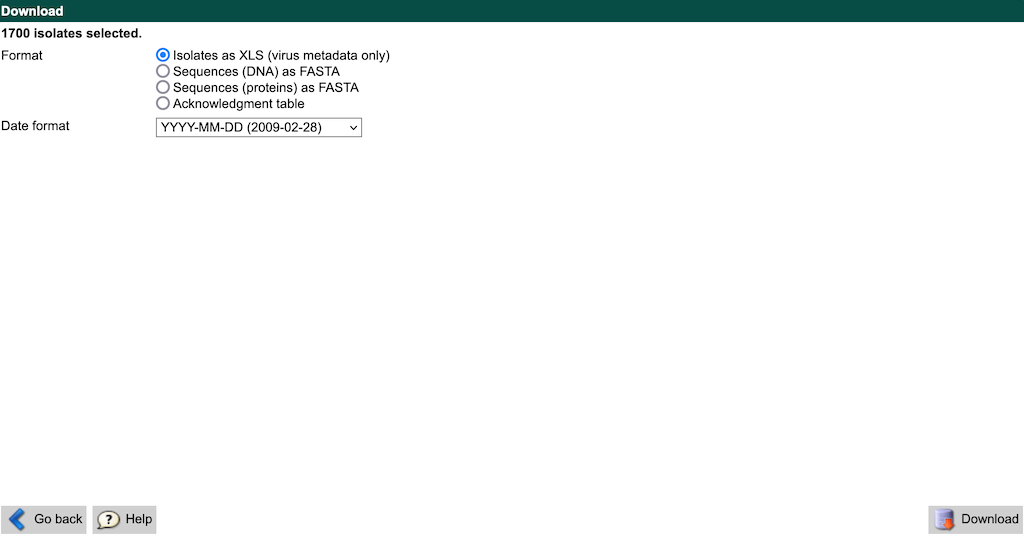 Download
1700 isolates selected.
Format
Isolates as XLS (virus metadata only)
Sequences (DNA) as FASTA
Sequences (proteins) as FASTA
Acknowledgment table
Date format
YYYY-MM-DD (2009-02-28)
Go back
? Help
Download